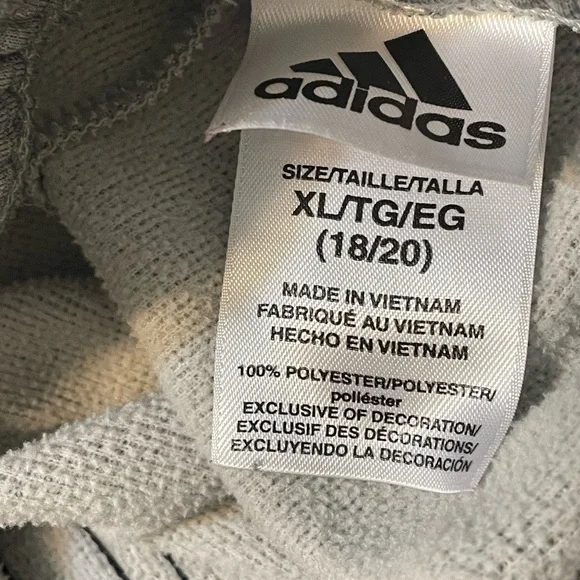 adidas
SIZE/TAILLE/TALLA
XL/TG/EG
(18/20)
MADE IN VIETNAM
FABRIQUÉ AU VIETNAM
HECHO EN VIETNAM
100% POLYESTER/POLYESTER/
poliéster
EXCLUSIVE OF DECORATION/
EXCLUSIF DES DÉCORATIONS/
EXCLUYENDO LA DECORACIÓN